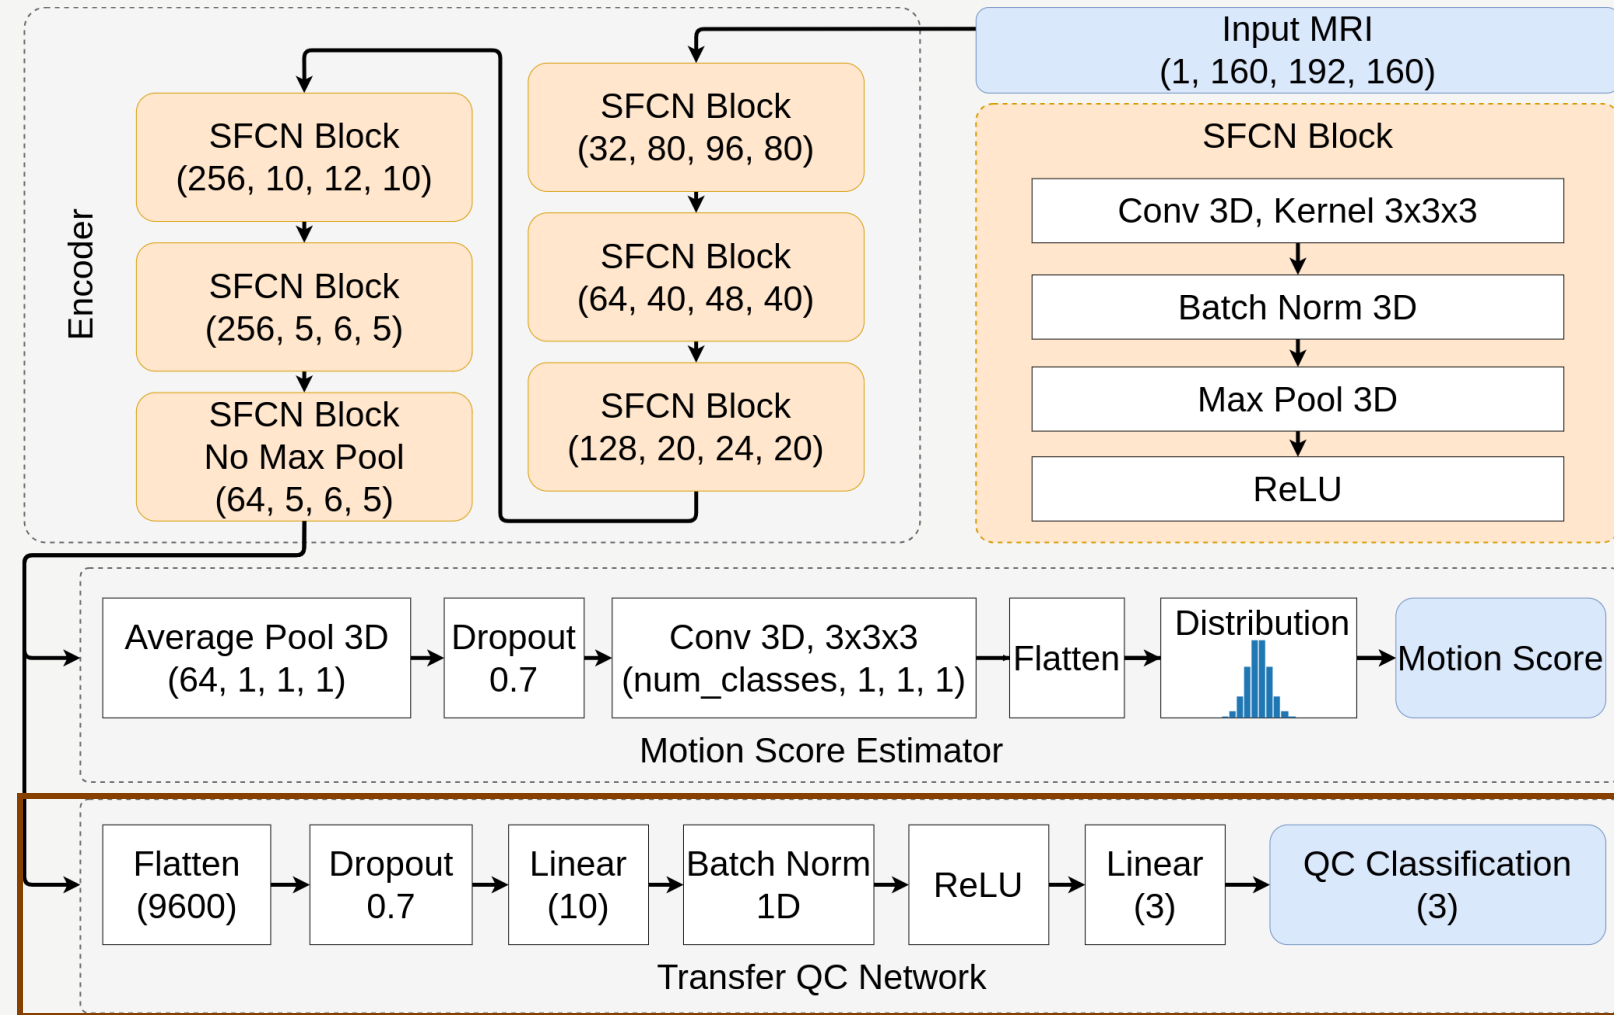 Input MRI
(1, 160, 192, 160)
Encoder
SFCN Block
(32, 80, 96, 80)
SFCN Block
(64, 40, 48, 40)
SFCN Block
(128, 20, 24, 20)
SFCN Block
(256, 10, 12, 10)
SFCN Block
(256, 5, 6, 5)
SFCN Block
No Max Pool
(64, 5, 6, 5)
SFCN Block
Conv 3D, Kernel 3x3x3
Batch Norm 3D
Max Pool 3D
ReLU
Average Pool 3D
(64, 1, 1, 1)
Dropout
0.7
Conv 3D, 3x3x3
(num_classes, 1, 1, 1)
Flatten
Distribution
Motion Score
Motion Score Estimator
Flatten
(9600)
Dropout
0.7
Linear
(10)
Batch Norm
1D
ReLU
Linear
(3)
QC Classification
(3)
Transfer QC Network